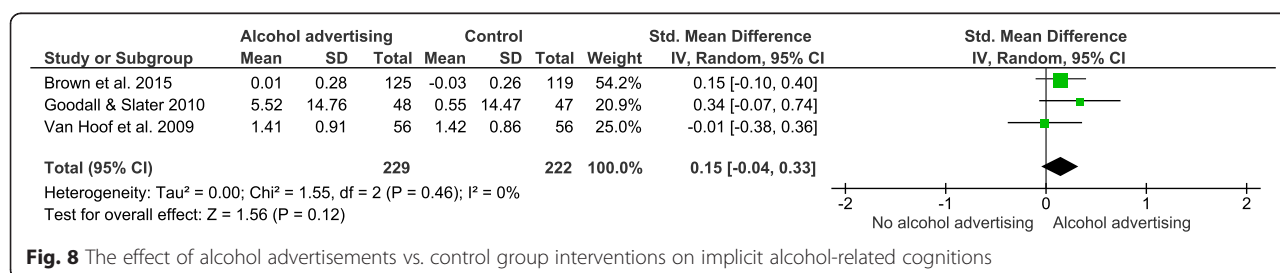 Alcohol advertising Control Std. Mean Difference Std. Mean Difference
Study or Subgroup Mean SD Total Mean SD Total Weight IV, Random, 95% CI IV, Random, 95% CI
Brown et al. 2015 0.01 0.28 125 -0.03 0.26 119 54.2% 0.15 [-0.10, 0.40]
Goodall & Slater 2010 5.52 14.76 48 0.55 14.47 47 20.9% 0.34 [-0.07, 0.74]
Van Hoof et al. 2009 1.41 0.91 56 1.42 0.86 56 25.0% -0.01 [-0.38, 0.36]
Total (95% CI) 229 222 100.0% 0.15 [-0.04, 0.33]
Heterogeneity: Tau² = 0.00; Chi² = 1.55, df = 2 (P = 0.46); I² = 0%
Test for overall effect: Z = 1.56 (P = 0.12)
-2 -1 0 1 2
No alcohol advertising Alcohol advertising
Fig. 8 The effect of alcohol advertisements vs. control group interventions on implicit alcohol-related cognitions